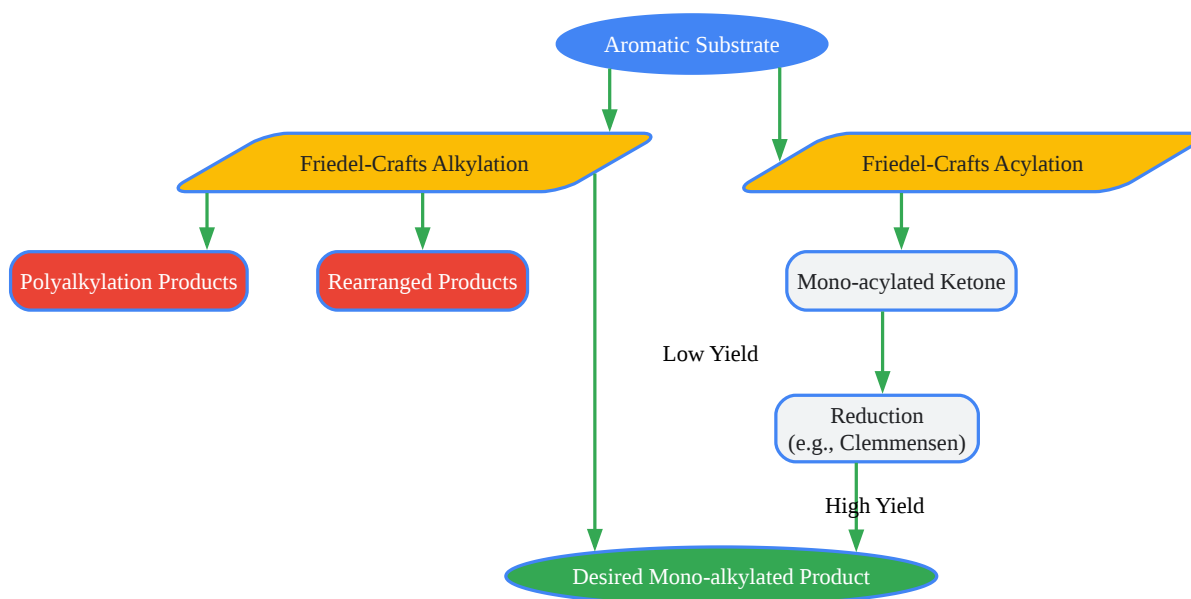 Aromatic Substrate
Friedel-Crafts Alkylation
Friedel-Crafts Acylation
Polyalkylation Products
Rearranged Products
Mono-acylated Ketone
Low Yield
Reduction
(e.g., Clemmensen)
High Yield
Desired Mono-alkylated Product